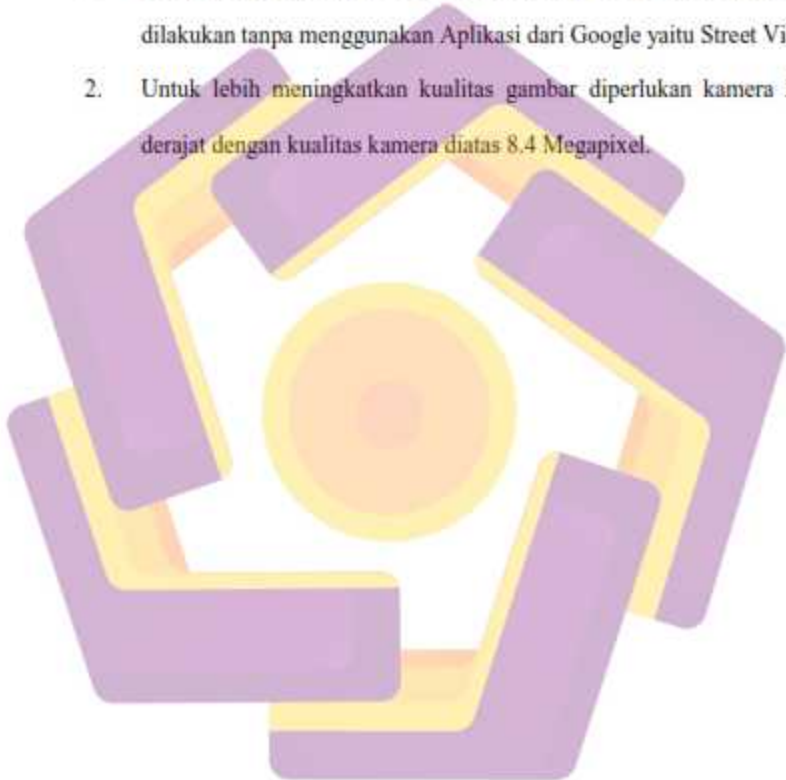 dilakukan tanpa menggunakan Aplikasi dari Google yaitu Street
2. Untuk lebih meningkatkan kualitas gambar diperlukan kamera
derajat dengan kualitas kamera diatas 8.4 Megapixel.